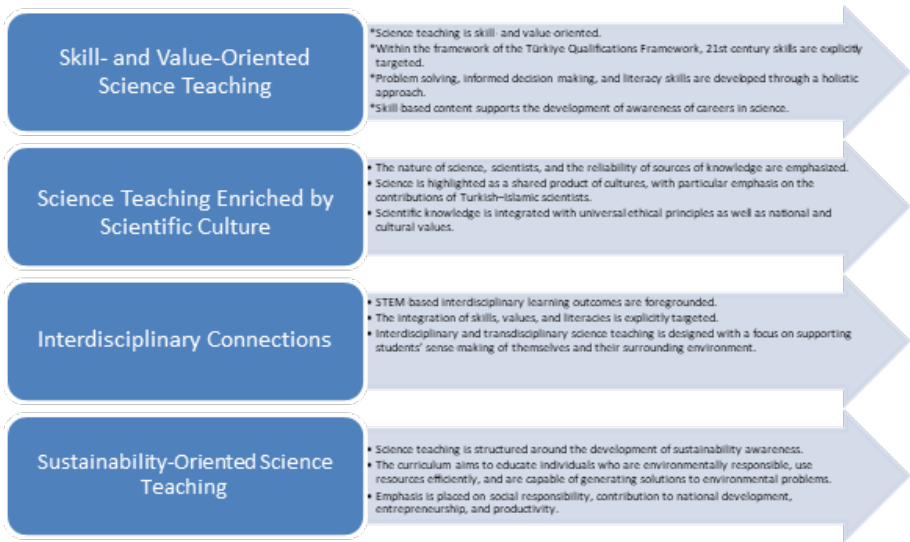 Skill- and Value-Oriented
Science Teaching
*Science teaching is skill- and value-oriented.
*Within the framework of the Türkiye Qualifications Framework, 21st century skills are explicitly
targeted.
*Problem solving, informed decision making, and literacy skills are developed through a holistic
approach.
*Skill-based content supports the development of awareness of careers in science.
Science Teaching Enriched by
Scientific Culture
• The nature of science, scientists, and the reliability of sources of knowledge are emphasized.
• Science is highlighted as a shared product of cultures, with particular emphasis on the
contributions of Turkish–Islamic scientists.
• Scientific knowledge is integrated with universal ethical principles as well as national and
cultural values.
Interdisciplinary Connections
• STEM-based interdisciplinary learning outcomes are foregrounded.
• The integration of skills, values, and literacies is explicitly targeted.
• Interdisciplinary and transdisciplinary science teaching is designed with a focus on supporting
students' sense-making of themselves and their surrounding environment.
Sustainability-Oriented Science
Teaching
• Science teaching is structured around the development of sustainability awareness.
• The curriculum aims to educate individuals who are environmentally responsible, use
resources efficiently, and are capable of generating solutions to environmental problems.
• Emphasis is placed on social responsibility, contribution to national development,
entrepreneurship, and productivity.